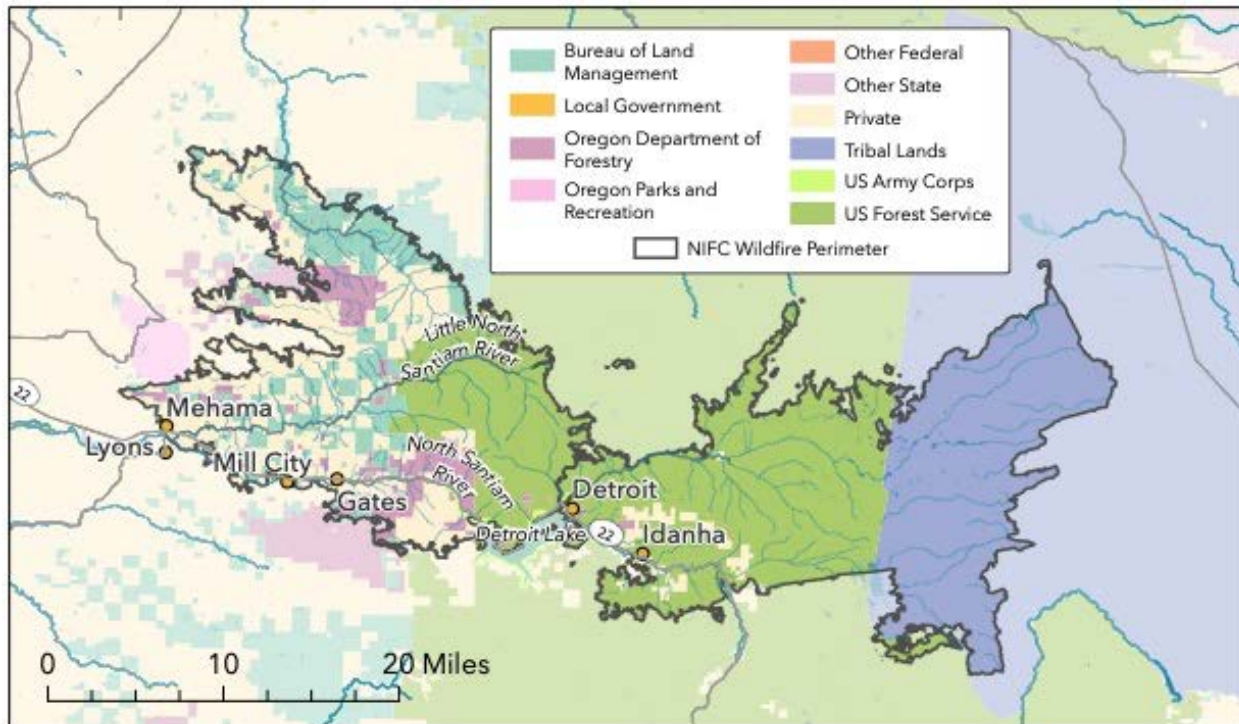 Bureau of Land
Management
Local Government
Oregon Department of
Forestry
Oregon Parks and
Recreation
Other Federal
Other State
Private
Tribal Lands
US Army Corps
US Forest Service
NIFC Wildfire Perimeter
Little North
Santiam River
22
Mehama
Lyons
Mill City
Gates
North Santiam
River
Detroit
Detroit Lake
22
Idanha
0 10 20 Miles